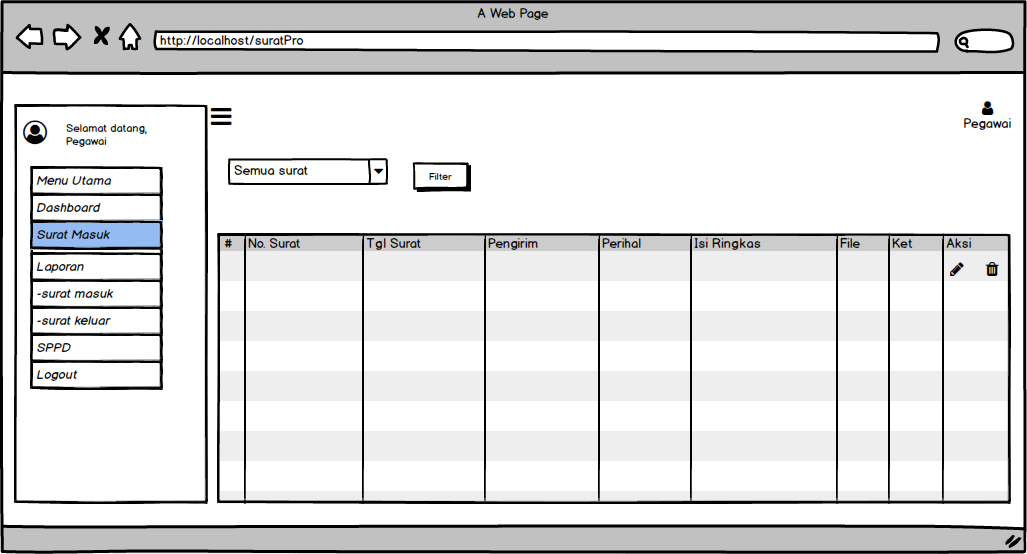 A Web Page
http://localhost/suratPro
Selamat datang,
Pegawai
Pegawai
Menu Utama
Dashboard
Surat Masuk
Laporan
-surat masuk
-surat keluar
SPPD
Logout
Semua surat
Filter
# No. Surat Tgl Surat Pengirim Perihal Isi Ringkas File Ket Aksi